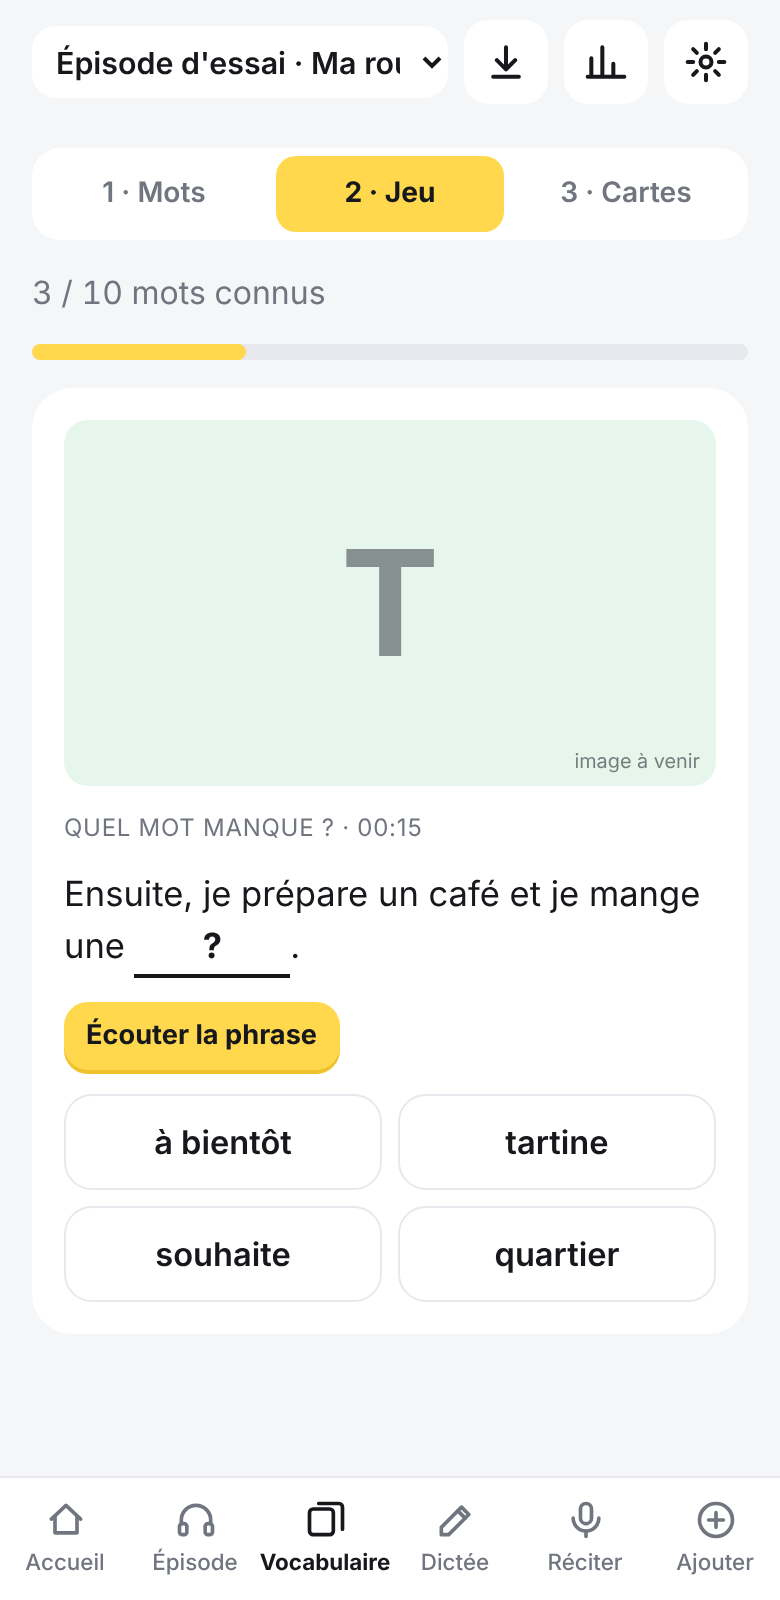 Épisode d'essai · Ma rou
1 · Mots
2 · Jeu
3 · Cartes
3 / 10 mots connus
T
image à venir
QUEL MOT MANQUE ? · 00:15
Ensuite, je prépare un café et je mange
une ? .
Écouter la phrase
à bientôt
tartine
souhaite
quartier
Accueil
Épisode
Vocabulaire
Dictée
Réciter
Ajouter